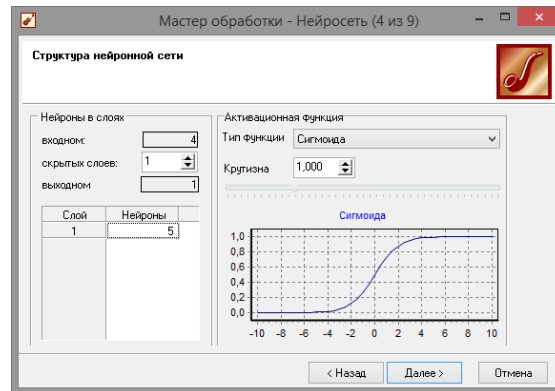 Мастер обработки - Нейросеть (4 из 9)
Структура нейронной сети
Нейроны в слоях
входном: 4
скрытых слоев: 1
выходном 1
Слой Нейроны
1 5
Активационная функция
Тип функции Сигмоида
Крутизна 1,000
Сигмоида
1,0
0,8
0,6
0,4
0,2
0,0
-10 -8 -6 -4 -2 0 2 4 6 8 10
< Назад Далее > Отмена